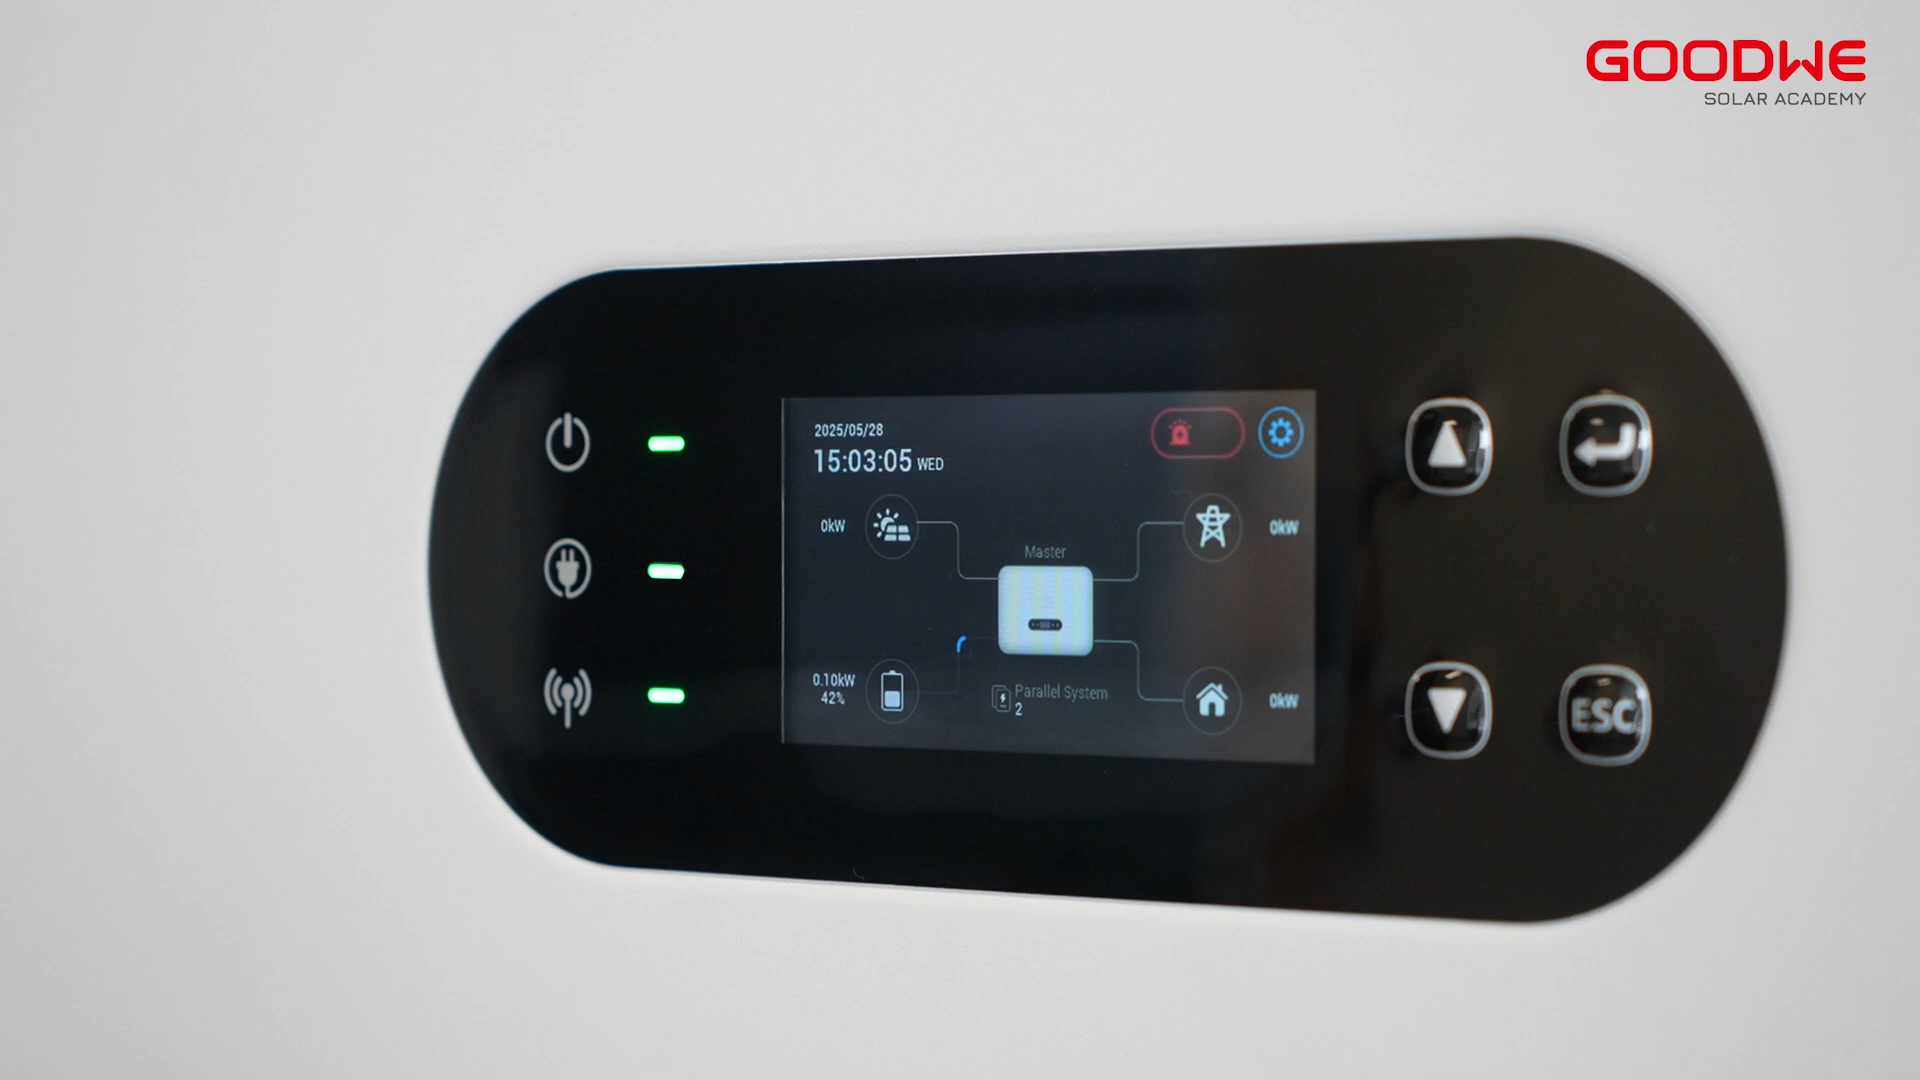 GOODWE
SOLAR ACADEMY
2025/05/28
15:03:05 WED
0kW
0kW
Master
0.10kW
42%
Parallel System
2
0kW
ESC